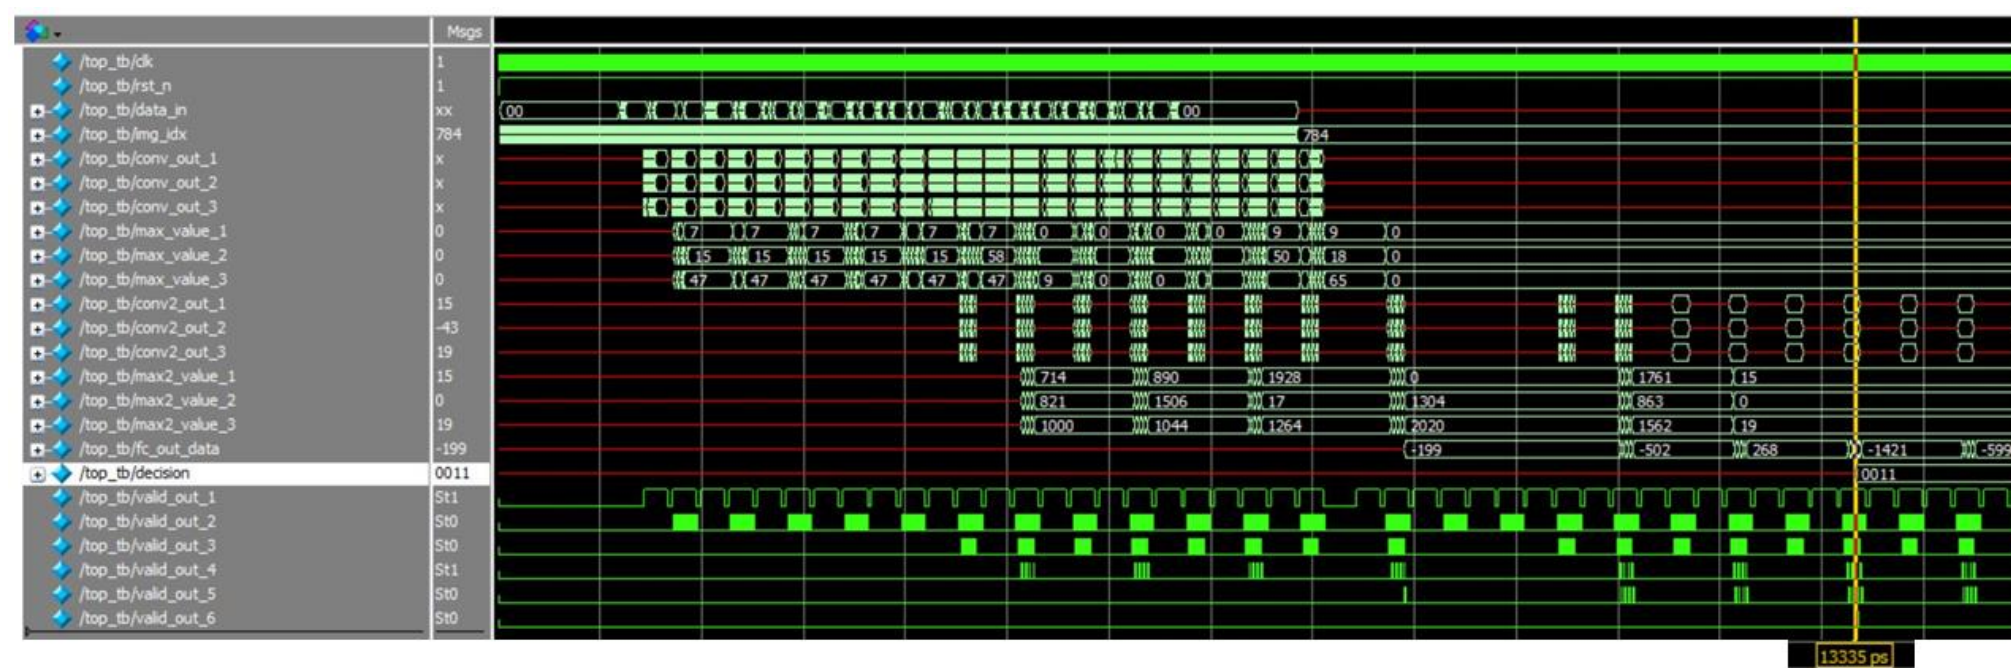 Msgs
/top_tb/clk 1
/top_tb/rst_n 1
/top_tb/data_in xx 00 00
/top_tb/img_idx 784 784
/top_tb/conv_out_1 x
/top_tb/conv_out_2 x
/top_tb/conv_out_3 x
/top_tb/max_value_1 0 7 7 7 7 7 7 0 0 0 0 9 9 0
/top_tb/max_value_2 0 15 15 15 15 15 58 50 18 0
/top_tb/max_value_3 0 47 47 47 47 47 47 9 0 0 65 0
/top_tb/conv2_out_1 15
/top_tb/conv2_out_2 -43
/top_tb/conv2_out_3 19
/top_tb/max2_value_1 15 714 890 1928 0 1761 15
/top_tb/max2_value_2 0 821 1506 17 1304 863 0
/top_tb/max2_value_3 19 1000 1044 1264 2020 1562 19
/top_tb/fc_out_data -199 -199 -502 268 -1421 -599
/top_tb/decision 0011 0011
/top_tb/valid_out_1 St1
/top_tb/valid_out_2 St0
/top_tb/valid_out_3 St0
/top_tb/valid_out_4 St1
/top_tb/valid_out_5 St0
/top_tb/valid_out_6 St0
13335 ps